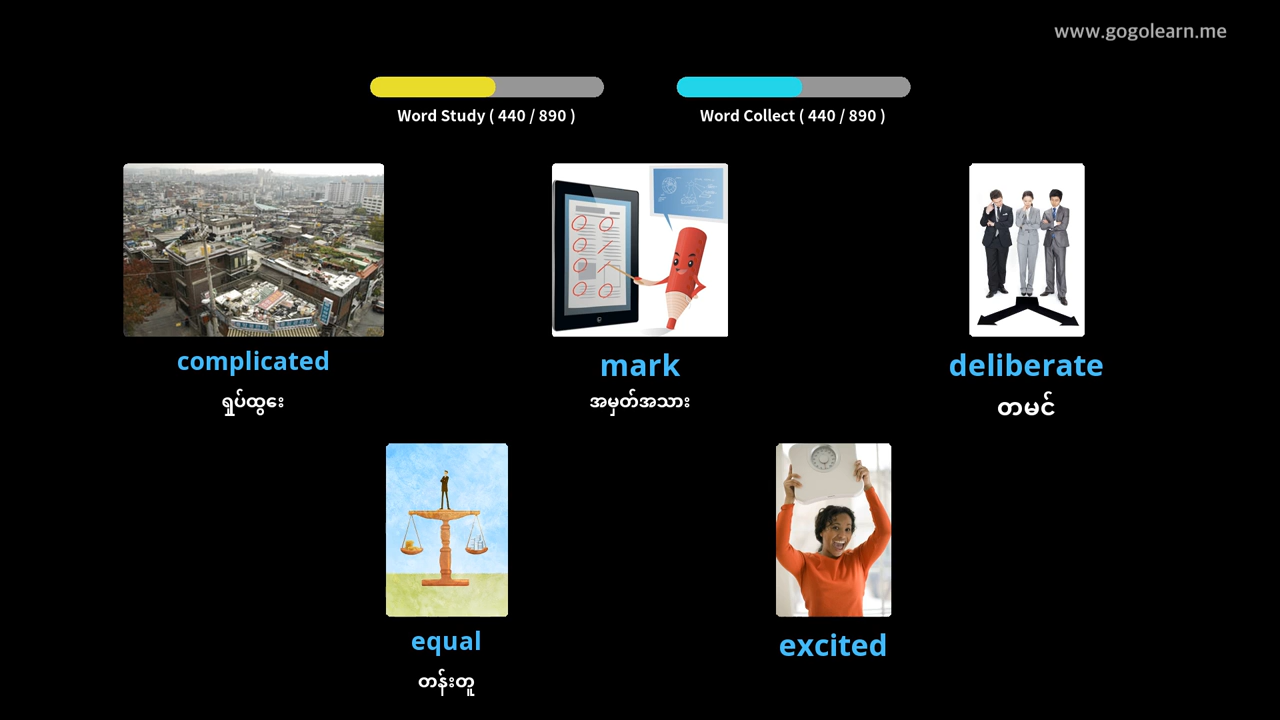 www.gogolearn.me
Word Study ( 440 / 890 )
Word Collect ( 440 / 890 )
complicated
ရှုပ်ထွေး
mark
အမှတ်အသား
deliberate
တမင်
equal
တန်းတူ
excited